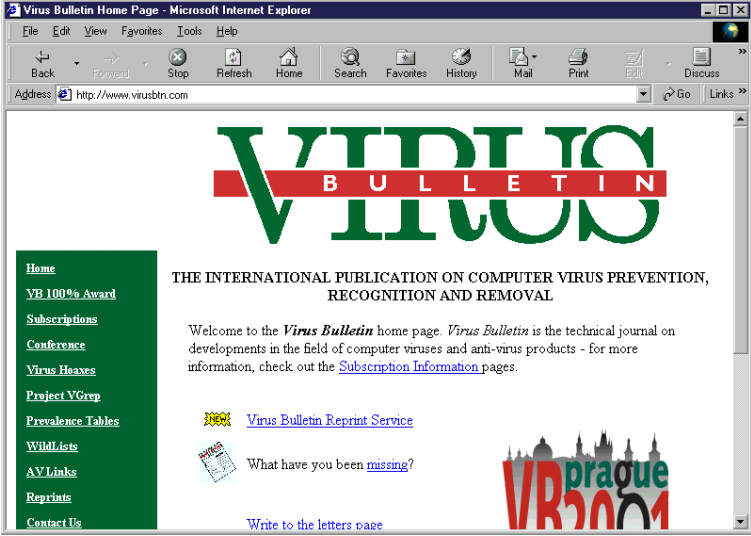 Virus Bulletin Home Page - Microsoft Internet Explorer
File Edit View Favorites Tools Help
Back Forward Stop Refresh Home Search Favorites History Mail Print Edit Discuss »
Address http://www.virusbtn.com Go Links »
VIRUS
BULLETIN
Home
VB 100% Award
Subscriptions
Conference
Virus Hoaxes
Project VGrep
Prevalence Tables
WildLists
AV Links
Reprints
Contact Us
THE INTERNATIONAL PUBLICATION ON COMPUTER VIRUS PREVENTION,
RECOGNITION AND REMOVAL
Welcome to the Virus Bulletin home page. Virus Bulletin is the technical journal on
developments in the field of computer viruses and anti-virus products - for more
information, check out the Subscription Information pages.
NEW Virus Bulletin Reprint Service
What have you been missing?
Write to the letters page
prague
VB2001